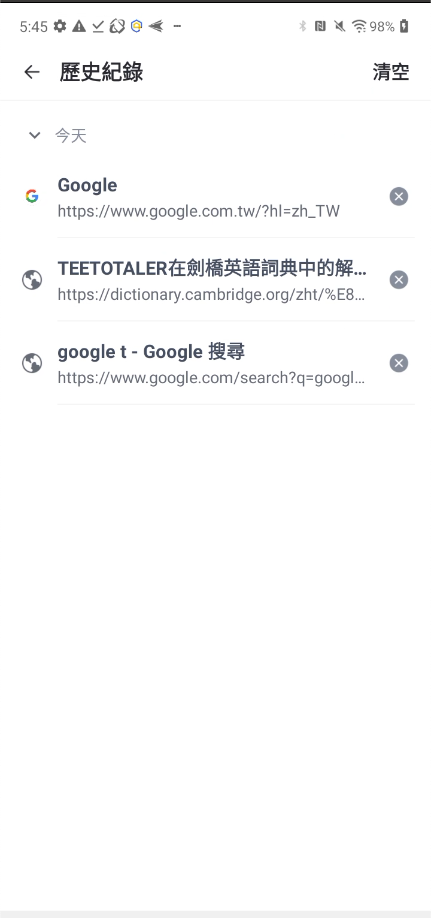 5:45
98%
歷史紀錄
清空
今天
Google
https://www.google.com.tw/?hl=zh_TW
TEETOTALER在劍橋英語詞典中的解...
https://dictionary.cambridge.org/zht/%E8...
google t - Google 搜尋
https://www.google.com/search?q=googl...